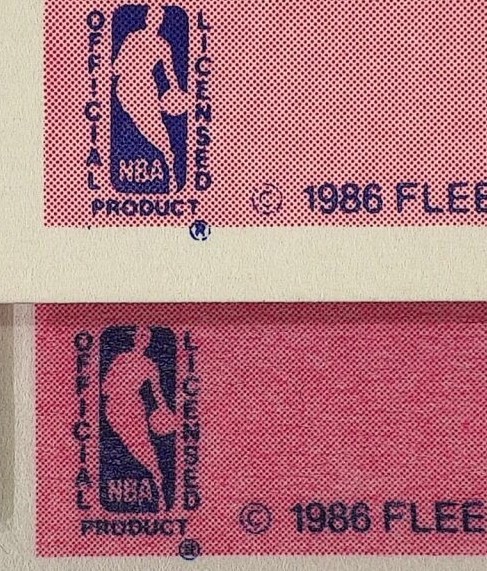 OFFICIAL
LICENSED
NBA
PRODUCT
®
© 1986 FLEE
OFFICIAL
LICENSED
NBA
PRODUCT
®
© 1986 FLEE